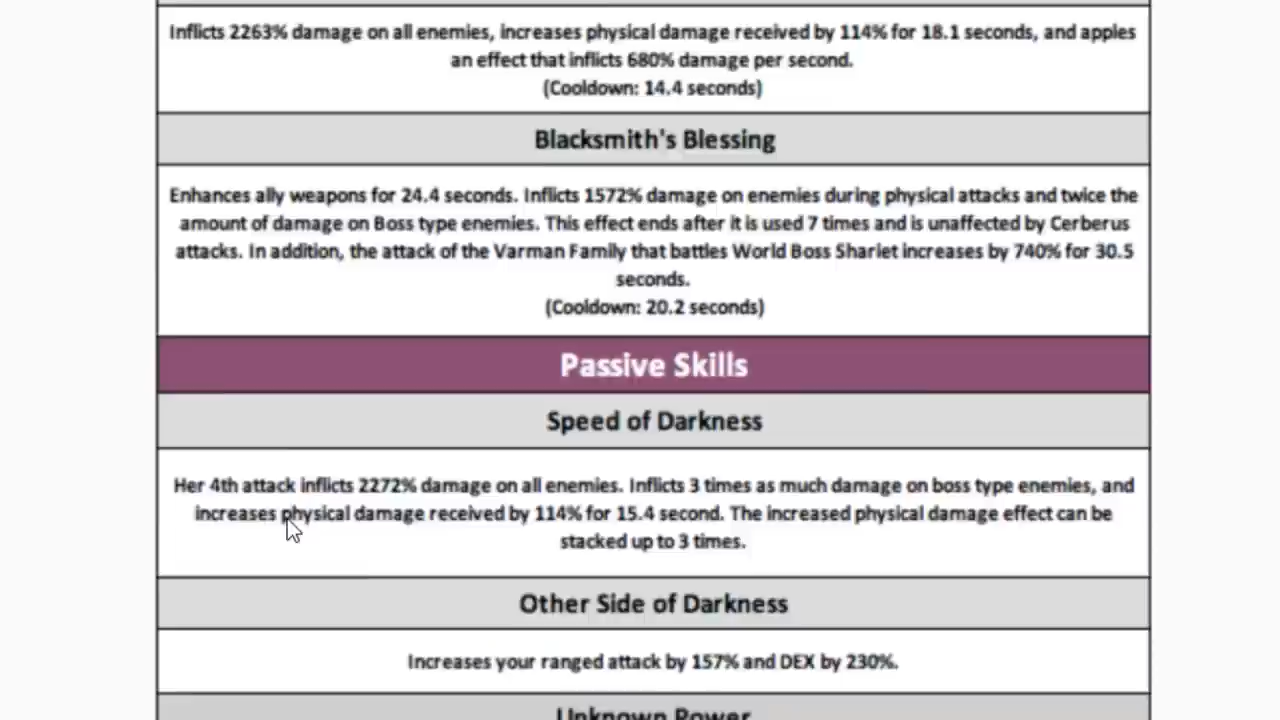 Inflicts 2263% damage on all enemies, increases physical damage received by 114% for 18.1 seconds, and apples
an effect that inflicts 680% damage per second.
(Cooldown: 14.4 seconds)
Blacksmith's Blessing
Enhances ally weapons for 24.4 seconds. Inflicts 1572% damage on enemies during physical attacks and twice the
amount of damage on Boss type enemies. This effect ends after it is used 7 times and is unaffected by Cerberus
attacks. In addition, the attack of the Varman Family that battles World Boss Sharlet increases by 740% for 30.5
seconds.
(Cooldown: 20.2 seconds)
Passive Skills
Speed of Darkness
Her 4th attack inflicts 2272% damage on all enemies. Inflicts 3 times as much damage on boss type enemies, and
increases physical damage received by 114% for 15.4 second. The increased physical damage effect can be
stacked up to 3 times.
Other Side of Darkness
Increases your ranged attack by 157% and DEX by 230%.
Unknown Power